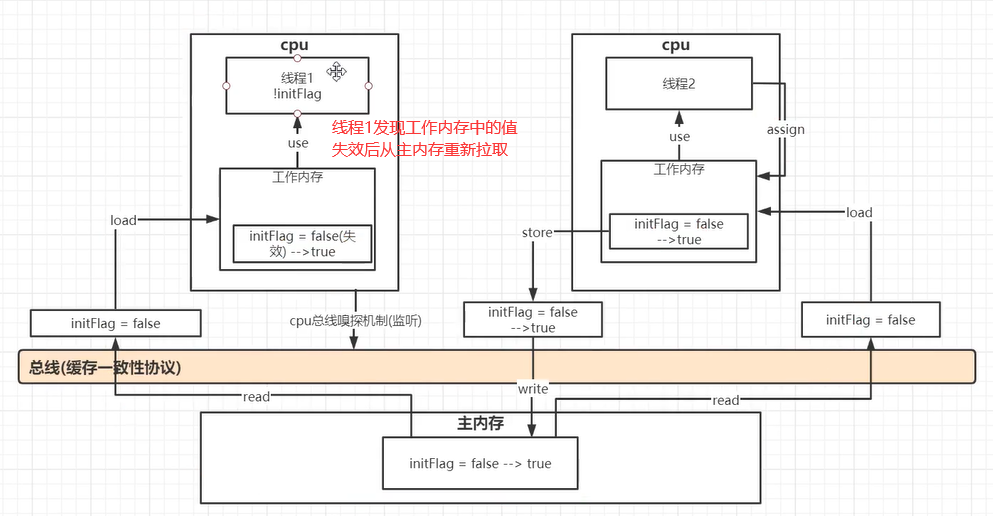 cpu
线程1
!initFlag
use
线程1发现工作内存中的值
失效后从主内存重新拉取
工作内存
initFlag = false(失
效) -->true
load
initFlag = false
cpu总线嗅探机制(监听)
cpu
线程2
assign
use
工作内存
initFlag = false
-->true
store
load
initFlag = false
-->true
initFlag = false
总线(缓存一致性协议)
read
write
read
主内存
initFlag = false --> true